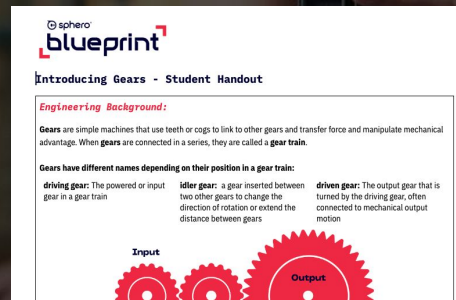 sphero
blueprint
Introducing Gears - Student Handout
Engineering Background:
Gears are simple machines that use teeth or cogs to link to other gears and transfer force and manipulate mechanical
advantage. When gears are connected in a series, they are called a gear train.
Gears have different names depending on their position in a gear train:
driving gear: The powered or input
gear in a gear train
idler gear: a gear inserted between
two other gears to change the
direction of rotation or extend the
distance between gears
driven gear: The output gear that is
turned by the driving gear, often
connected to mechanical output
motion
Input
Output